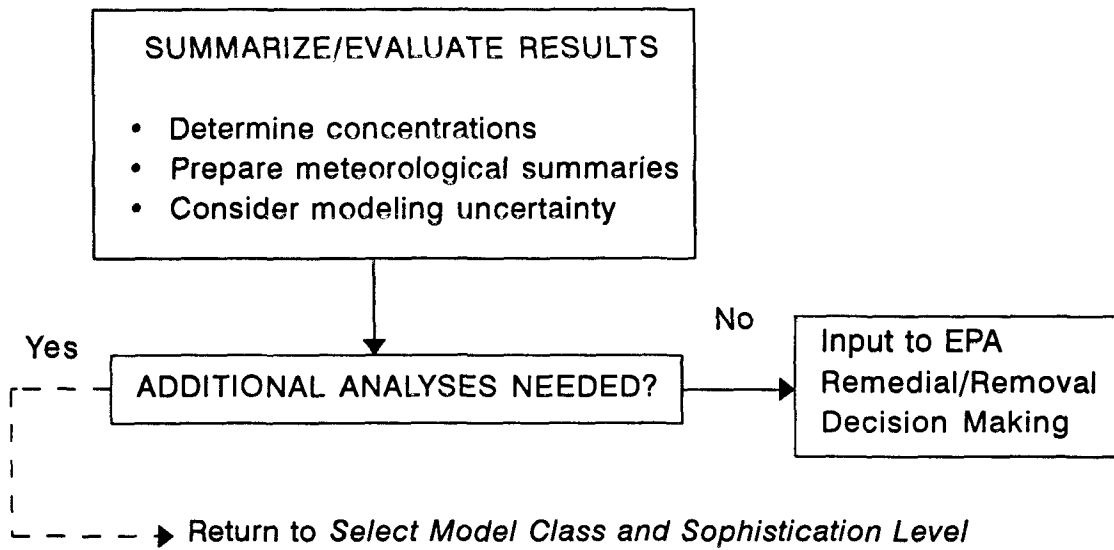 SUMMARIZE/EVALUATE RESULTS
• Determine concentrations
• Prepare meteorological summaries
• Consider modeling uncertainty
Yes
ADDITIONAL ANALYSES NEEDED?
No
Input to EPA
Remedial/Removal
Decision Making
Return to Select Model Class and Sophistication Level